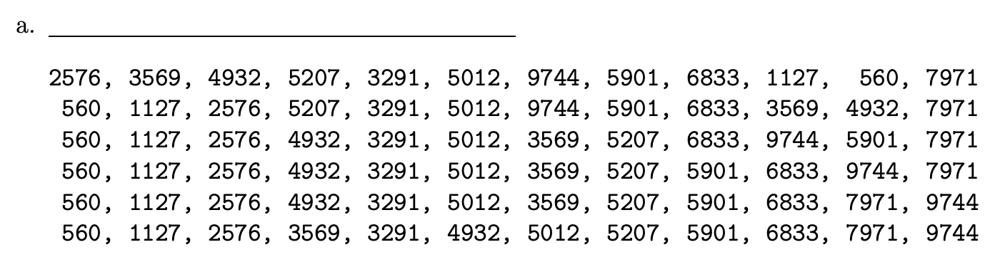 a.
2576, 3569, 4932, 5207, 3291, 5012, 9744, 5901, 6833, 1127, 560, 7971
560, 1127, 2576, 5207, 3291, 5012, 9744, 5901, 6833, 3569, 4932, 7971
560, 1127, 2576, 4932, 3291, 5012, 3569, 5207, 6833, 9744, 5901, 7971
560, 1127, 2576, 4932, 3291, 5012, 3569, 5207, 5901, 6833, 9744, 7971
560, 1127, 2576, 4932, 3291, 5012, 3569, 5207, 5901, 6833, 7971, 9744
560, 1127, 2576, 3569, 3291, 4932, 5012, 5207, 5901, 6833, 7971, 9744